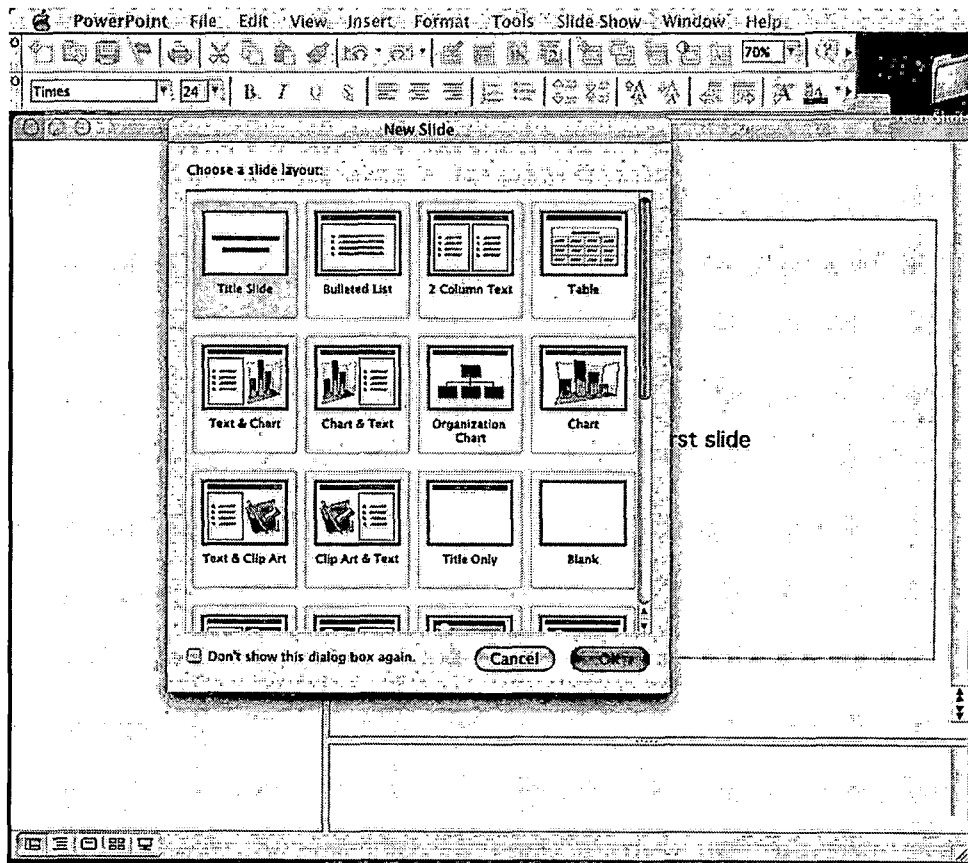 PowerPoint File Edit View Insert Format Tools Slide Show Window Help
70%
Times 24 B I U S
New Slide
Choose a slide layout:
Title Slide Bulleted List 2 Column Text Table
Text & Chart Chart & Text Organization Chart Chart
Text & Clip Art Clip Art & Text Title Only Blank
rst slide
Don't show this dialog box again. Cancel OK